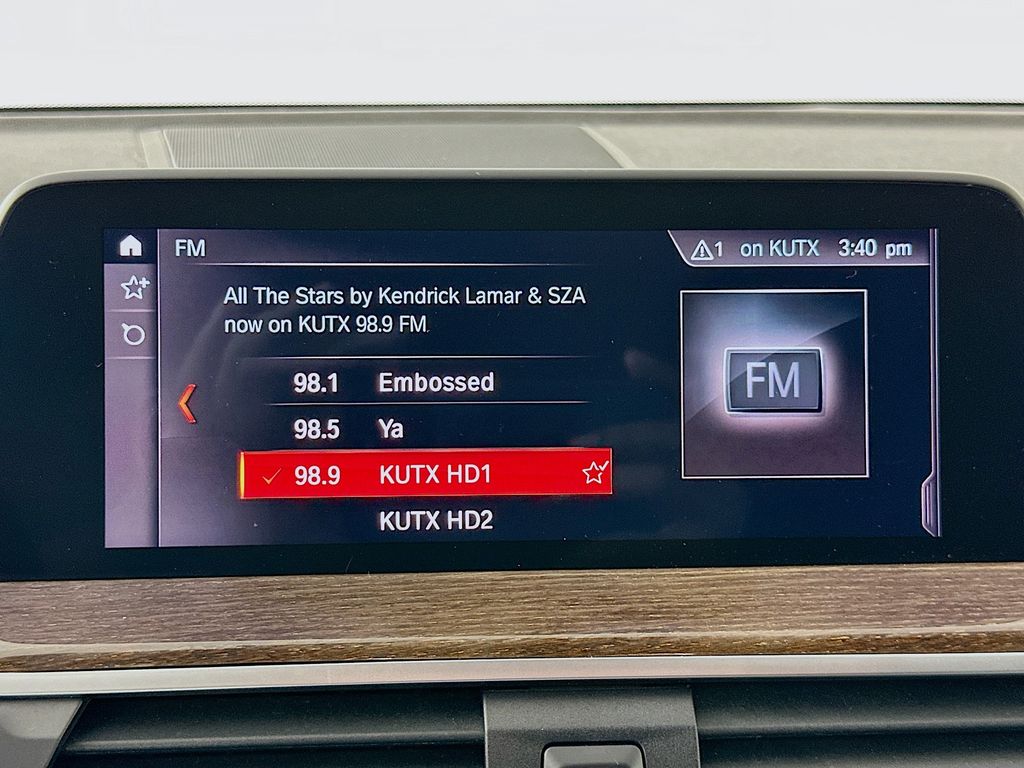 FM
1 on KUTX 3:40 pm
All The Stars by Kendrick Lamar & SZA
now on KUTX 98.9 FM
98.1 Embossed
98.5 Ya
98.9 KUTX HD1
KUTX HD2
FM